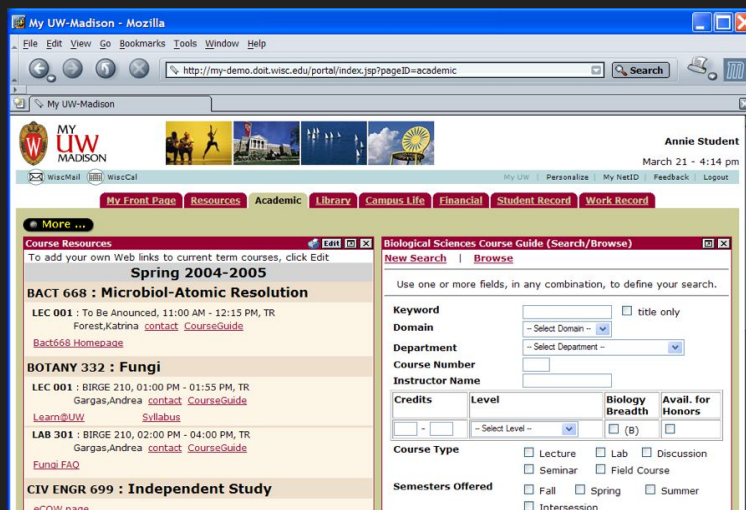 My UW-Madison - Mozilla
File Edit View Go Bookmarks Tools Window Help
http://my-demo.doit.wisc.edu/portal/index.jsp?pageID=academic
Search
My UW-Madison
MY
UW
MADISON
Annie Student
March 21 - 4:14 pm
WiscMail WiscCal
My UW | Personalize | My NetID | Feedback | Logout
My Front Page Resources Academic Library Campus Life Financial Student Record Work Record
More ...
Course Resources Edit
To add your own Web links to current term courses, click Edit
Spring 2004-2005
BACT 668 : Microbiol-Atomic Resolution
LEC 001 : To Be Anounced, 11:00 AM - 12:15 PM, TR
Forest,Katrina contact CourseGuide
Bact668 Homepage
BOTANY 332 : Fungi
LEC 001 : BIRGE 210, 01:00 PM - 01:55 PM, TR
Gargas,Andrea contact CourseGuide
Learn@UW Syllabus
LAB 301 : BIRGE 210, 02:00 PM - 04:00 PM, TR
Gargas,Andrea contact CourseGuide
Fungi FAQ
CIV ENGR 699 : Independent Study
eCOW page
Biological Sciences Course Guide (Search/Browse)
New Search | Browse
Use one or more fields, in any combination, to define your search.
Keyword title only
Domain -- Select Domain --
Department -- Select Department --
Course Number
Instructor Name
Credits Level Biology Avail. for
Breadth Honors
- -- Select Level -- (B)
Course Type Lecture Lab Discussion
Seminar Field Course
Semesters Offered Fall Spring Summer
Intersession